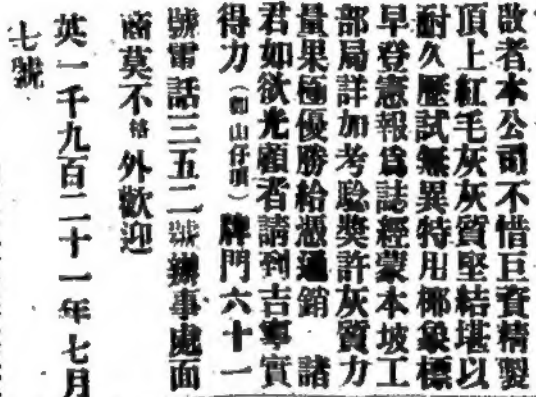 啟者本公司不惜巨資精製
頂上紅毛灰灰質堅結堪以
耐久歷試無異特用椰象標
早登憲報爲誌經蒙本坡工
部局詳加考騐奬許灰質力
量果極優勝給憑通銷 諸
君如欲光顧者請到吉寧實
得力（卽山仔頂）牌門六十一
號電話三五二號辦事處面
商莫不格外歡迎
英一千九百二十一年七月
七號